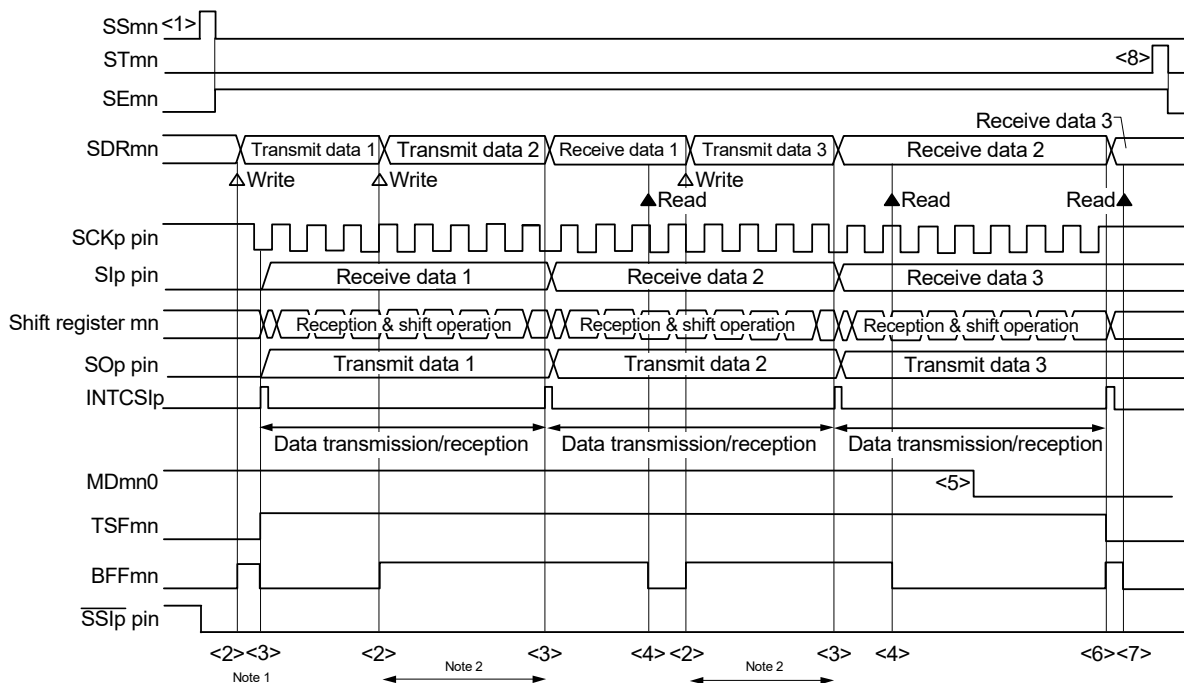 SSmn <1>
STmn <8>
SEmn
Receive data 3
SDRmn Transmit data 1 Transmit data 2 Receive data 1 Transmit data 3 Receive data 2
Write Write Write
Read Read Read
SCKp pin
SIp pin Receive data 1 Receive data 2 Receive data 3
Shift register mn Reception & shift operation Reception & shift operation Reception & shift operation
SOp pin Transmit data 1 Transmit data 2 Transmit data 3
INTCSIp
Data transmission/reception Data transmission/reception Data transmission/reception
MDmn0 <5>
TSFmn
BFFmn
SSIp pin
<2> <3> <2> <3> <4> <2> <3> <4> <6> <7>
Note 1 Note 2 Note 2